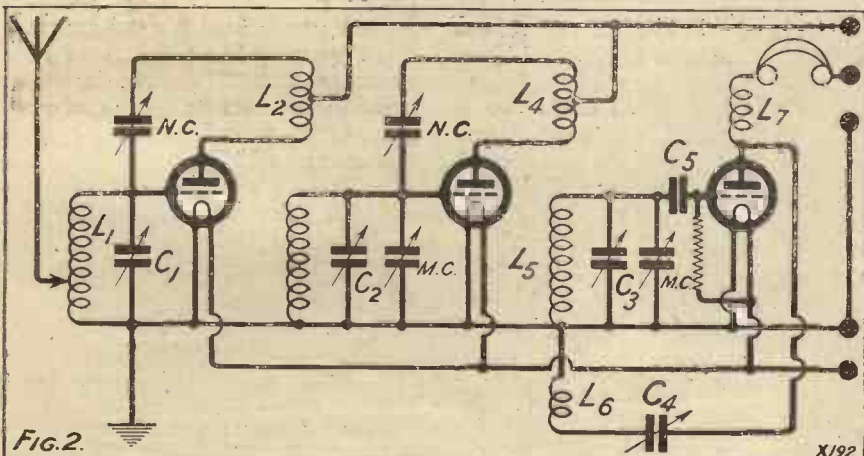 L2
L4
L7
N.C.
N.C.
C5
L1
C1
C2
M.C.
L5
C3
M.C.
L6
C4
FIG.2.
X192